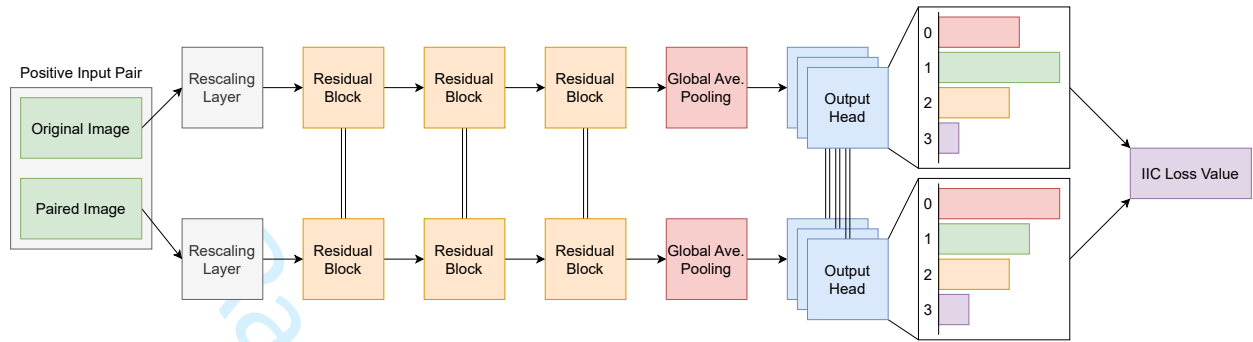 Positive Input Pair
Original Image
Paired Image
Rescaling
Layer
Residual
Block
Residual
Block
Residual
Block
Global Ave.
Pooling
Output
Head
0
1
2
3
Rescaling
Layer
Residual
Block
Residual
Block
Residual
Block
Global Ave.
Pooling
Output
Head
0
1
2
3
IIC Loss Value